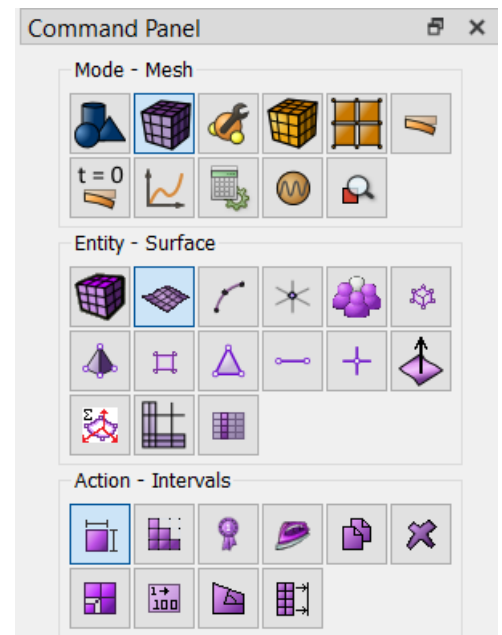 Command Panel
Mode - Mesh
t = 0
Entity - Surface
Σ
Action - Intervals
1→
100